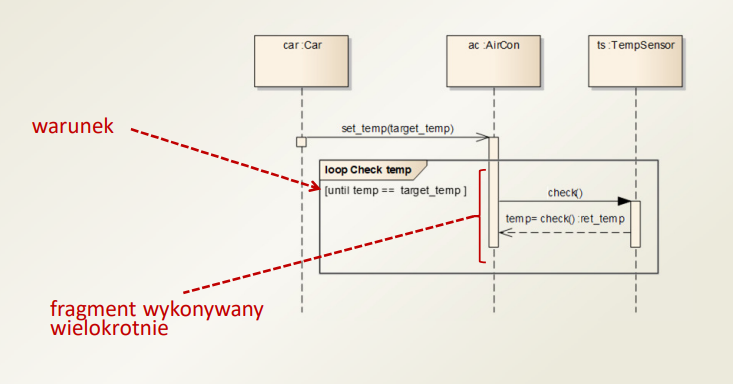 car :Car
ac :AirCon
ts :TempSensor
warunek
set_temp(target_temp)
loop Check temp
[until temp == target_temp ]
check()
temp= check() :ret_temp
fragment wykonywany
wielokrotnie